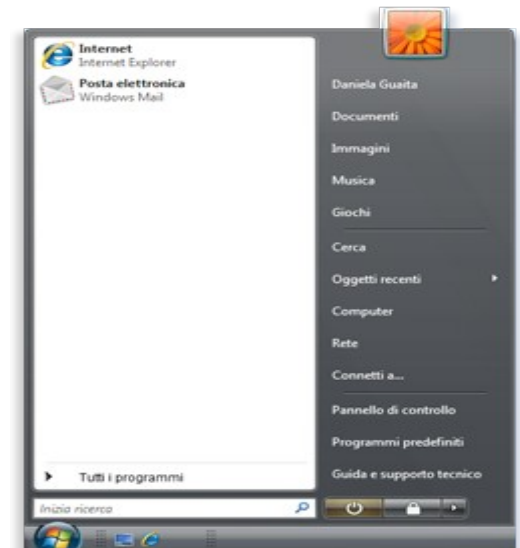 Internet
Internet Explorer
Posta elettronica
Windows Mail
Tutti i programmi
Inizia ricerca
Daniela Guaita
Documenti
Immagini
Musica
Giochi
Cerca
Oggetti recenti
Computer
Rete
Connetti a...
Pannello di controllo
Programmi predefiniti
Guida e supporto tecnico